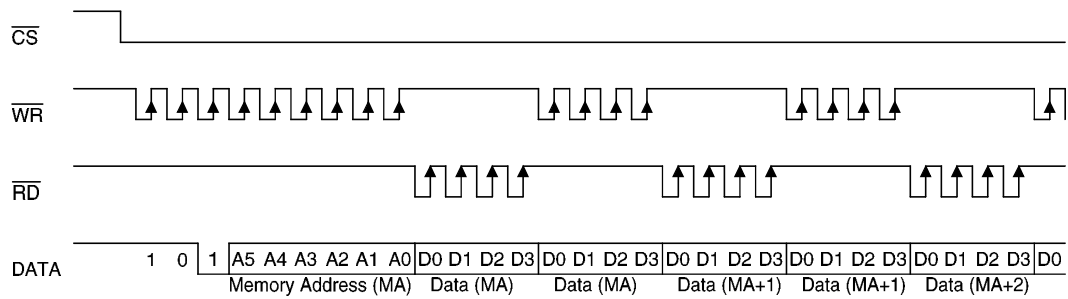 CS
WR
RD
DATA 1 0 1 A5 A4 A3 A2 A1 A0 D0 D1 D2 D3 D0 D1 D2 D3 D0 D1 D2 D3 D0 D1 D2 D3 D0 D1 D2 D3 D0
Memory Address (MA) Data (MA) Data (MA) Data (MA+1) Data (MA+1) Data (MA+2)